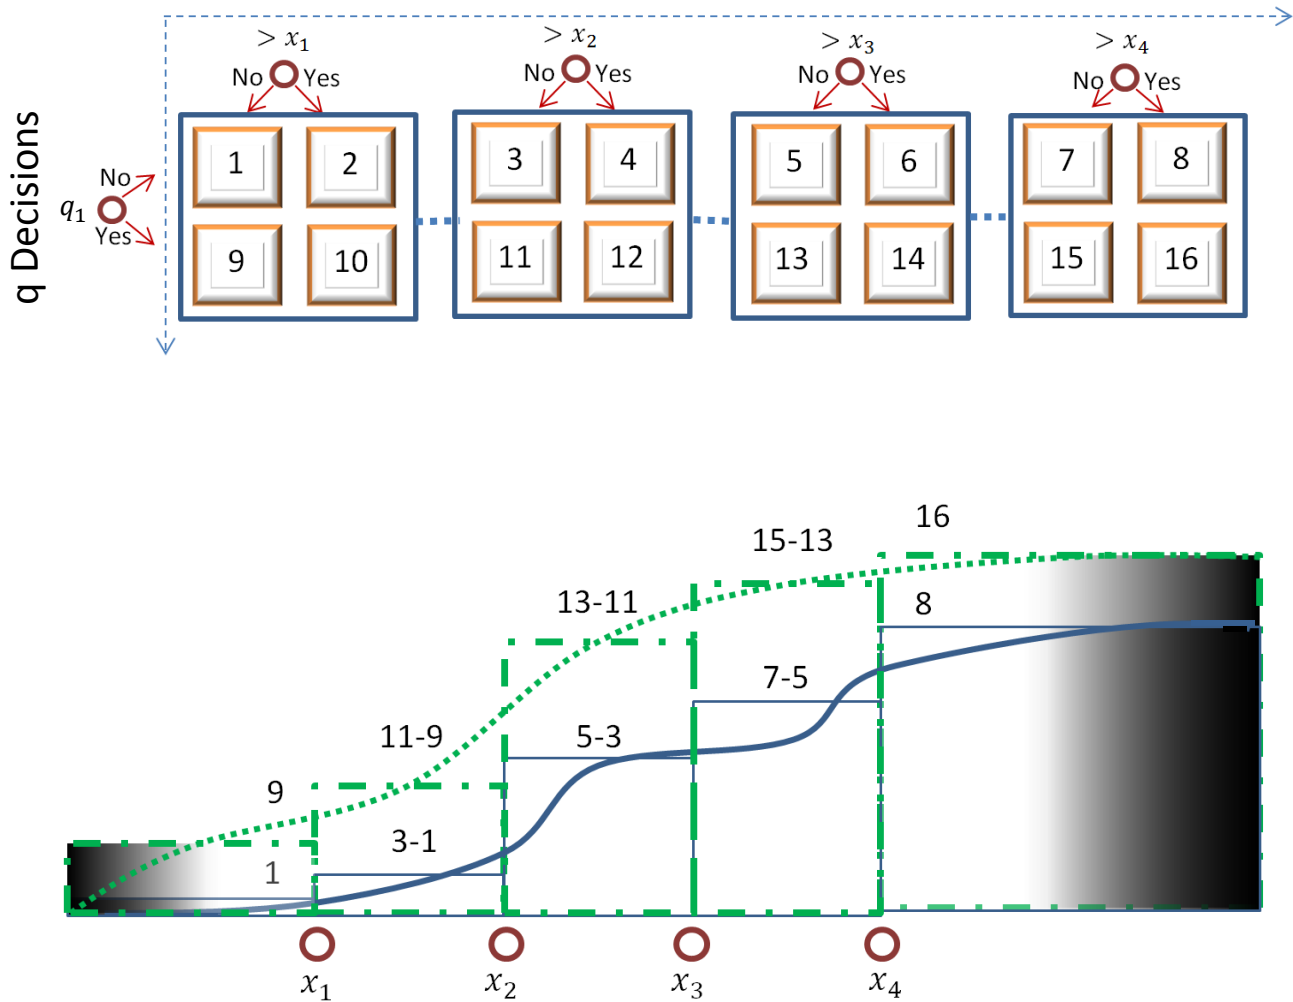 > x₁
> x₂
> x₃
> x₄
No Yes
No Yes
No Yes
No Yes
q Decisions
q₁
No
Yes
1 2
3 4
5 6
7 8
9 10
11 12
13 14
15 16
16
15-13
13-11
8
7-5
11-9
5-3
9
3-1
1
x₁
x₂
x₃
x₄